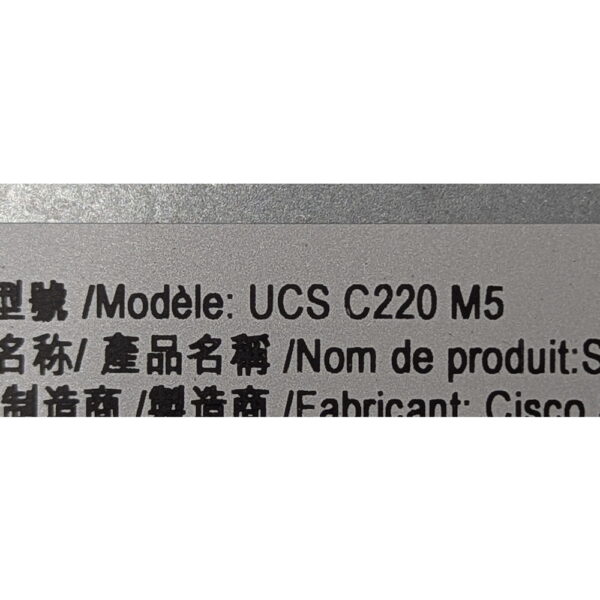 型號 /Modèle: UCS C220 M5
名称/ 產品名稱 /Nom de produit:S
制造商 /製造商 /Fabricant: Cisco